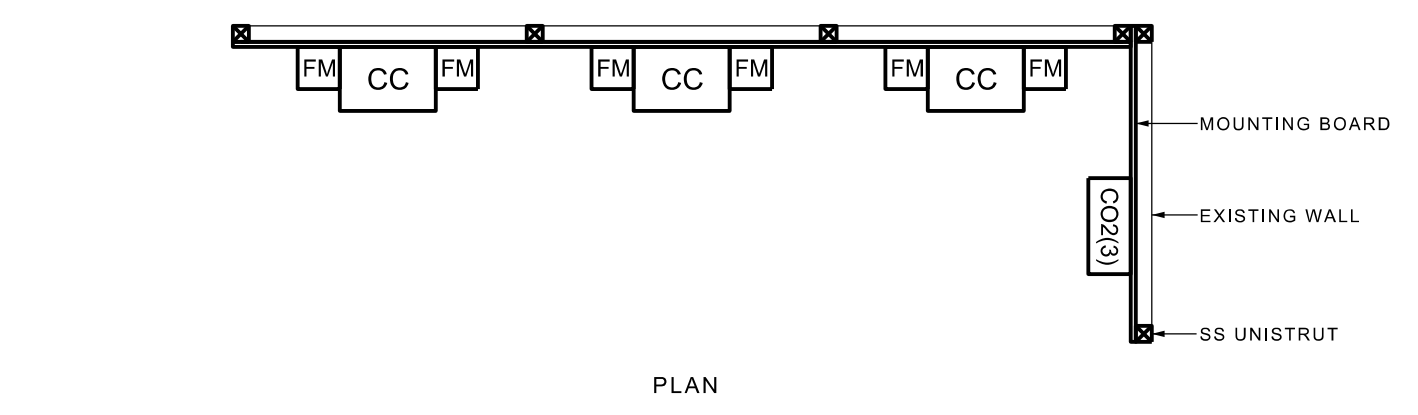 FM CC FM FM CC FM FM CC FM
MOUNTING BOARD
CO2(3)
EXISTING WALL
SS UNISTRUT
PLAN